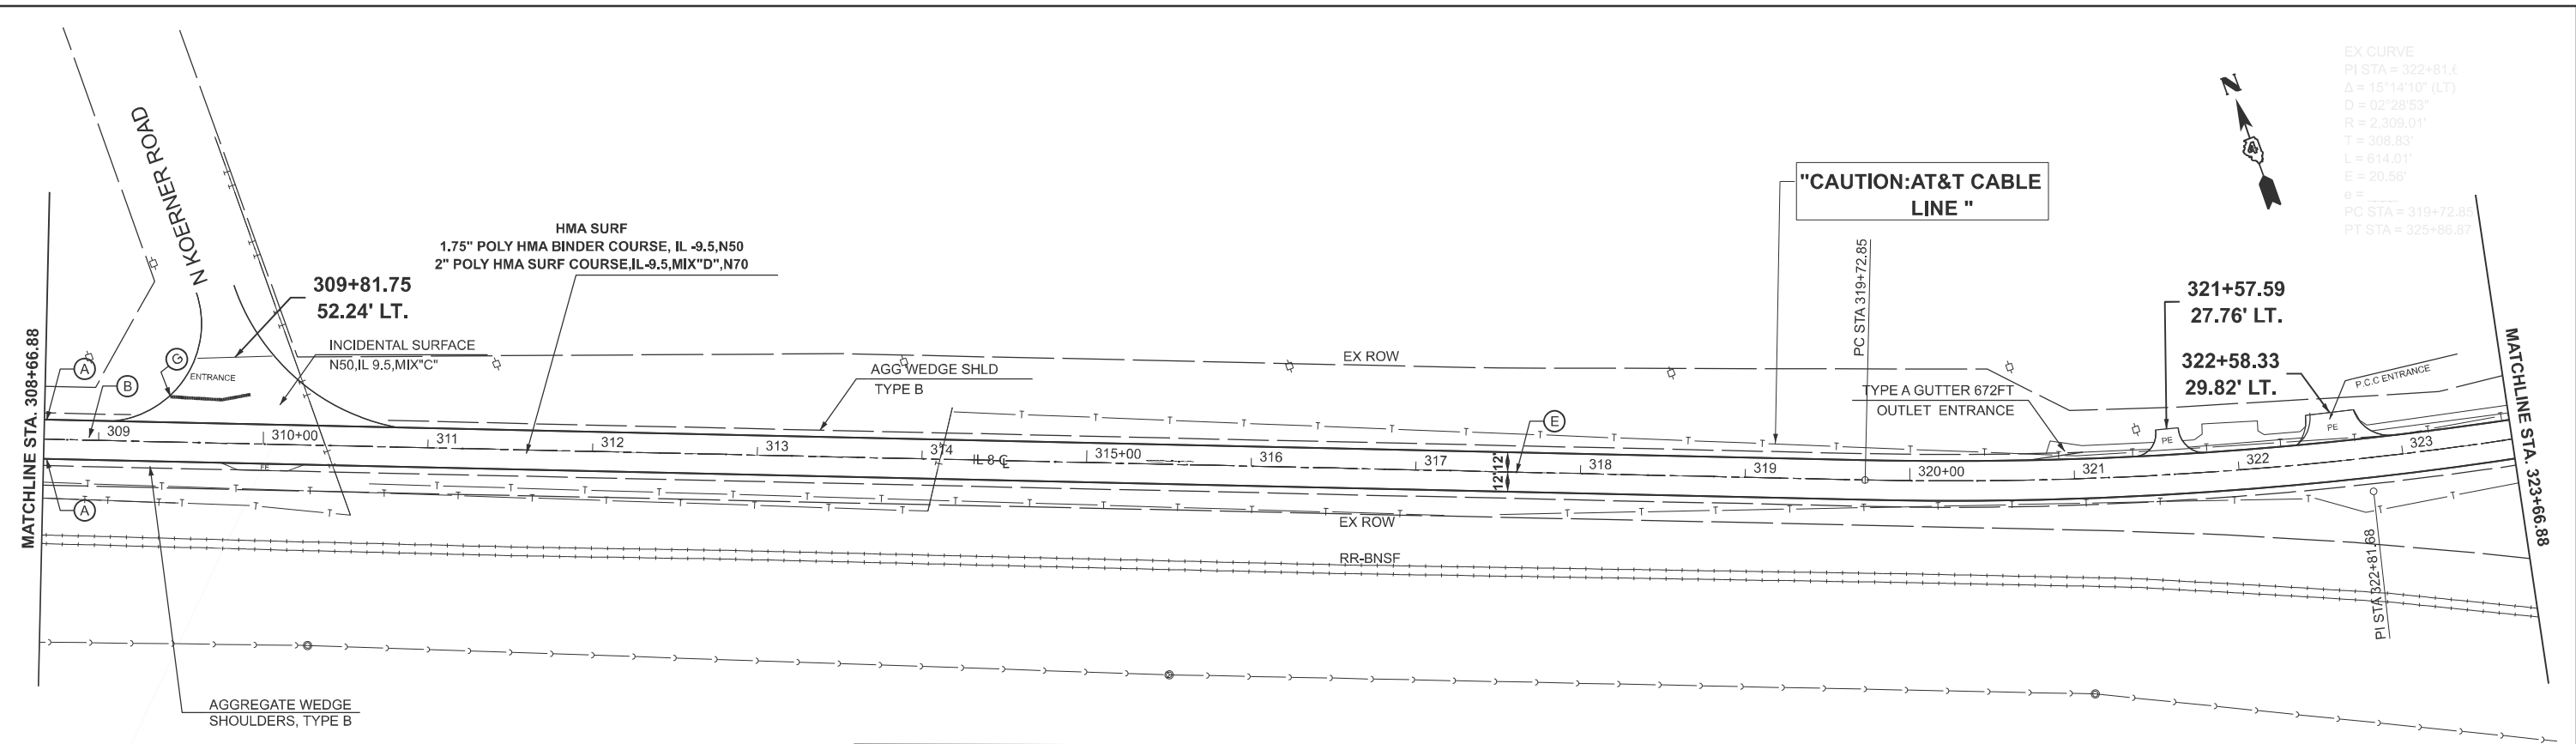 EX CURVE
PI STA = 322+81.
Δ = 15°14'10" (LT)
D = 02°28'53"
R = 2,309.01'
T = 308.83'
L = 614.01'
E = 20.56'
e = ____
PC STA = 319+72.85
PT STA = 325+86.87
N
4
N KOERNER ROAD
"CAUTION:AT&T CABLE
LINE "
HMA SURF
1.75" POLY HMA BINDER COURSE, IL -9.5,N50
2" POLY HMA SURF COURSE,IL-9.5,MIX"D",N70
309+81.75
52.24' LT.
INCIDENTAL SURFACE
N50,IL 9.5,MIX"C"
G
ENTRANCE
A
B
AGG WEDGE SHLD
TYPE B
EX ROW
PC STA 319+72.85
321+57.59
27.76' LT.
322+58.33
29.82' LT.
P.C.C ENTRANCE
TYPE A GUTTER 672FT
OUTLET ENTRANCE
PE
PE
E
MATCHLINE STA. 308+66.88
MATCHLINE STA. 323+66.88
309
310+00
311
312
313
314
IL 8 ℄
315+00
316
317
12'
12'
318
319
320+00
321
322
323
PE
A
EX ROW
RR-BNSF
PI STA 322+81.68
AGGREGATE WEDGE
SHOULDERS, TYPE B